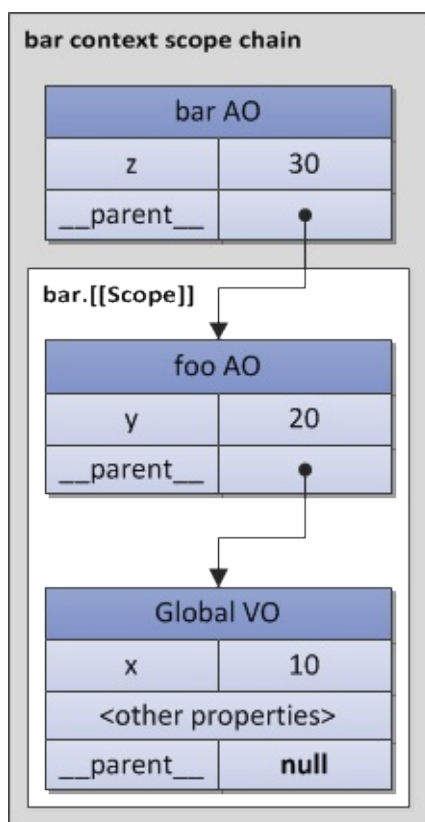 bar context scope chain
bar AO
z 30
__parent__
bar.[[Scope]]
foo AO
y 20
__parent__
Global VO
x 10
<other properties>
__parent__ null